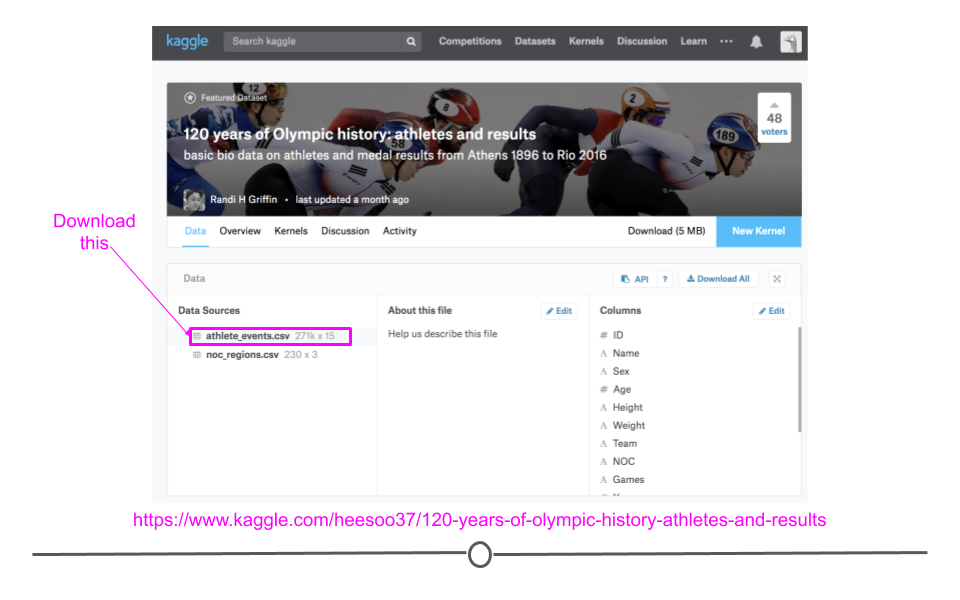 kaggle Search kaggle Competitions Datasets Kernels Discussion Learn •••
12
Featured Dataset
8
2
48
voters
120 years of Olympic history: athletes and results
58
189
basic bio data on athletes and medal results from Athens 1896 to Rio 2016
Randi H Griffin • last updated a month ago
Download
this
Data Overview Kernels Discussion Activity Download (5 MB) New Kernel
Data API ? Download All
Data Sources About this file Edit Columns Edit
athlete_events.csv 271k x 15 Help us describe this file # ID
noc_regions.csv 230 x 3 A Name
A Sex
# Age
A Height
A Weight
A Team
A NOC
A Games
https://www.kaggle.com/heesoo37/120-years-of-olympic-history-athletes-and-results